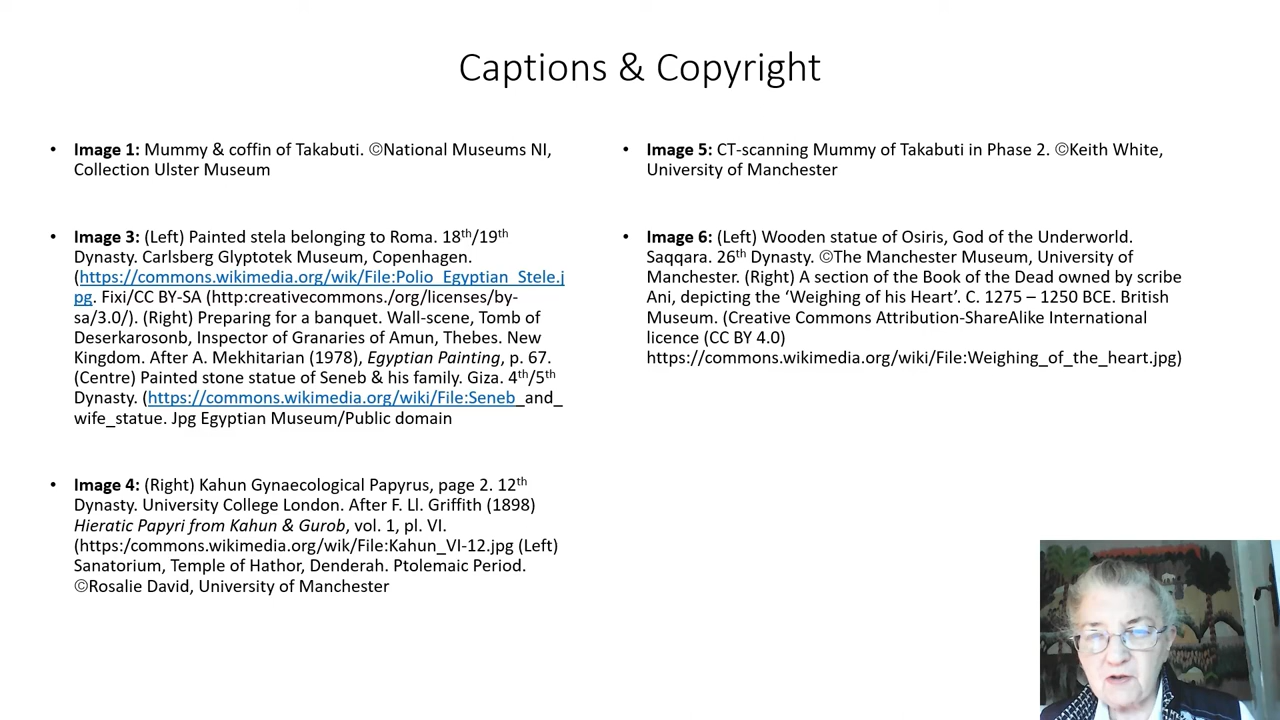 Captions & Copyright
• Image 1: Mummy & coffin of Takabuti. ©National Museums NI,
Collection Ulster Museum
• Image 3: (Left) Painted stela belonging to Roma. 18th/19th
Dynasty. Carlsberg Glyptotek Museum, Copenhagen.
(https://commons.wikimedia.org/wik/File:Polio_Egyptian_Stele.j
pg. Fixi/CC BY-SA (http:creativecommons./org/licenses/by-
sa/3.0/). (Right) Preparing for a banquet. Wall-scene, Tomb of
Deserkarosonb, Inspector of Granaries of Amun, Thebes. New
Kingdom. After A. Mekhitarian (1978), Egyptian Painting, p. 67.
(Centre) Painted stone statue of Seneb & his family. Giza. 4th/5th
Dynasty. (https://commons.wikimedia.org/wiki/File:Seneb_and_
wife_statue. Jpg Egyptian Museum/Public domain
• Image 4: (Right) Kahun Gynaecological Papyrus, page 2. 12th
Dynasty. University College London. After F. Ll. Griffith (1898)
Hieratic Papyri from Kahun & Gurob, vol. 1, pl. VI.
(https:/commons.wikimedia.org/wik/File:Kahun_VI-12.jpg (Left)
Sanatorium, Temple of Hathor, Denderah. Ptolemaic Period.
©Rosalie David, University of Manchester
• Image 5: CT-scanning Mummy of Takabuti in Phase 2. ©Keith White,
University of Manchester
• Image 6: (Left) Wooden statue of Osiris, God of the Underworld.
Saqqara. 26th Dynasty. ©The Manchester Museum, University of
Manchester. (Right) A section of the Book of the Dead owned by scribe
Ani, depicting the ‘Weighing of his Heart’. C. 1275 – 1250 BCE. British
Museum. (Creative Commons Attribution-ShareAlike International
licence (CC BY 4.0)
https://commons.wikimedia.org/wiki/File:Weighing_of_the_heart.jpg)